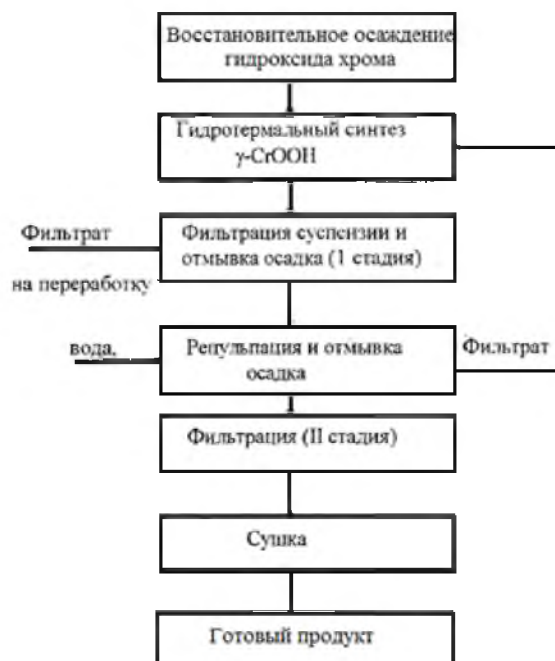 Восстановительное осаждение
гидроксида хрома
Гидротермальный синтез
γ-CrOOH
Фильтрат
на переработку
Фильтрация суспензии и
отмывка осадка (1 стадия)
вода,
Репульпация и отмывка
осадка
Фильтрат
Фильтрация (II стадия)
Сушка
Готовый продукт